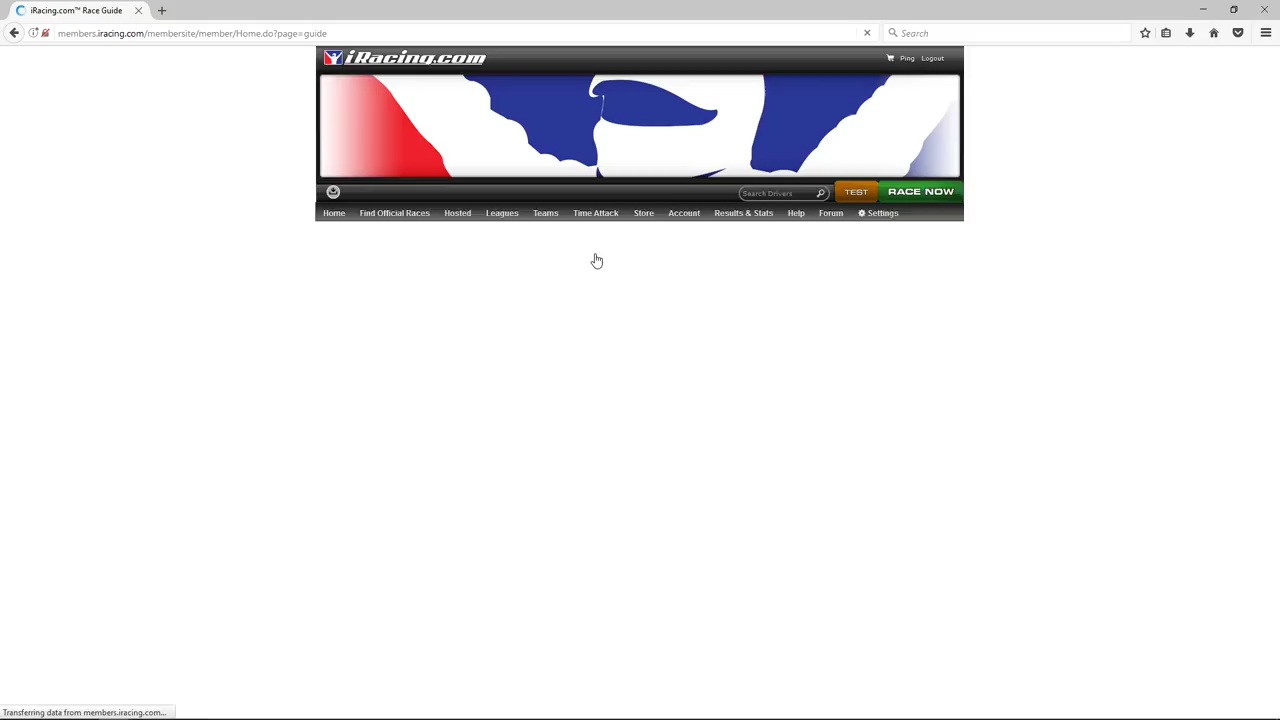 iRacing.com™ Race Guide
members.iracing.com/membersite/member/Home.do?page=guide
Search
iRacing.com
Ping Logout
Search Drivers
TEST
RACE NOW
Home Find Official Races Hosted Leagues Teams Time Attack Store Account Results & Stats Help Forum Settings
Transferring data from members.iracing.com...